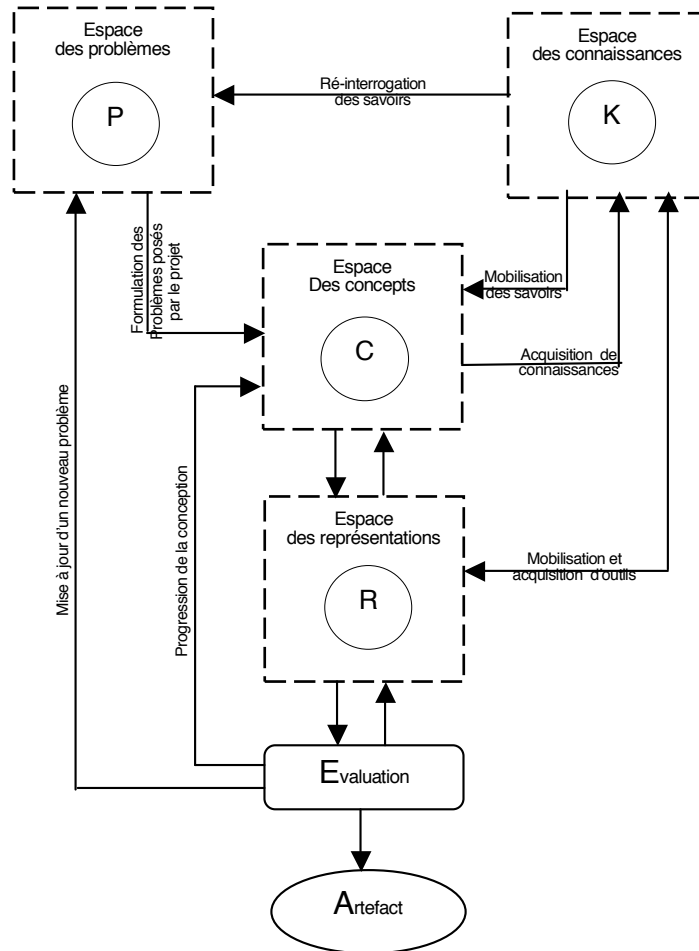 Espace
des problèmes
P
Espace
des connaissances
K
Ré-interrogation
des savoirs
Formulation des
Problèmes posés
par le projet
Espace
Des concepts
C
Mobilisation
des savoirs
Acquisition de
connaissances
Mise à jour d'un nouveau problème
Progression de la conception
Espace
des représentations
R
Mobilisation et
acquisition d'outils
Evaluation
Artefact